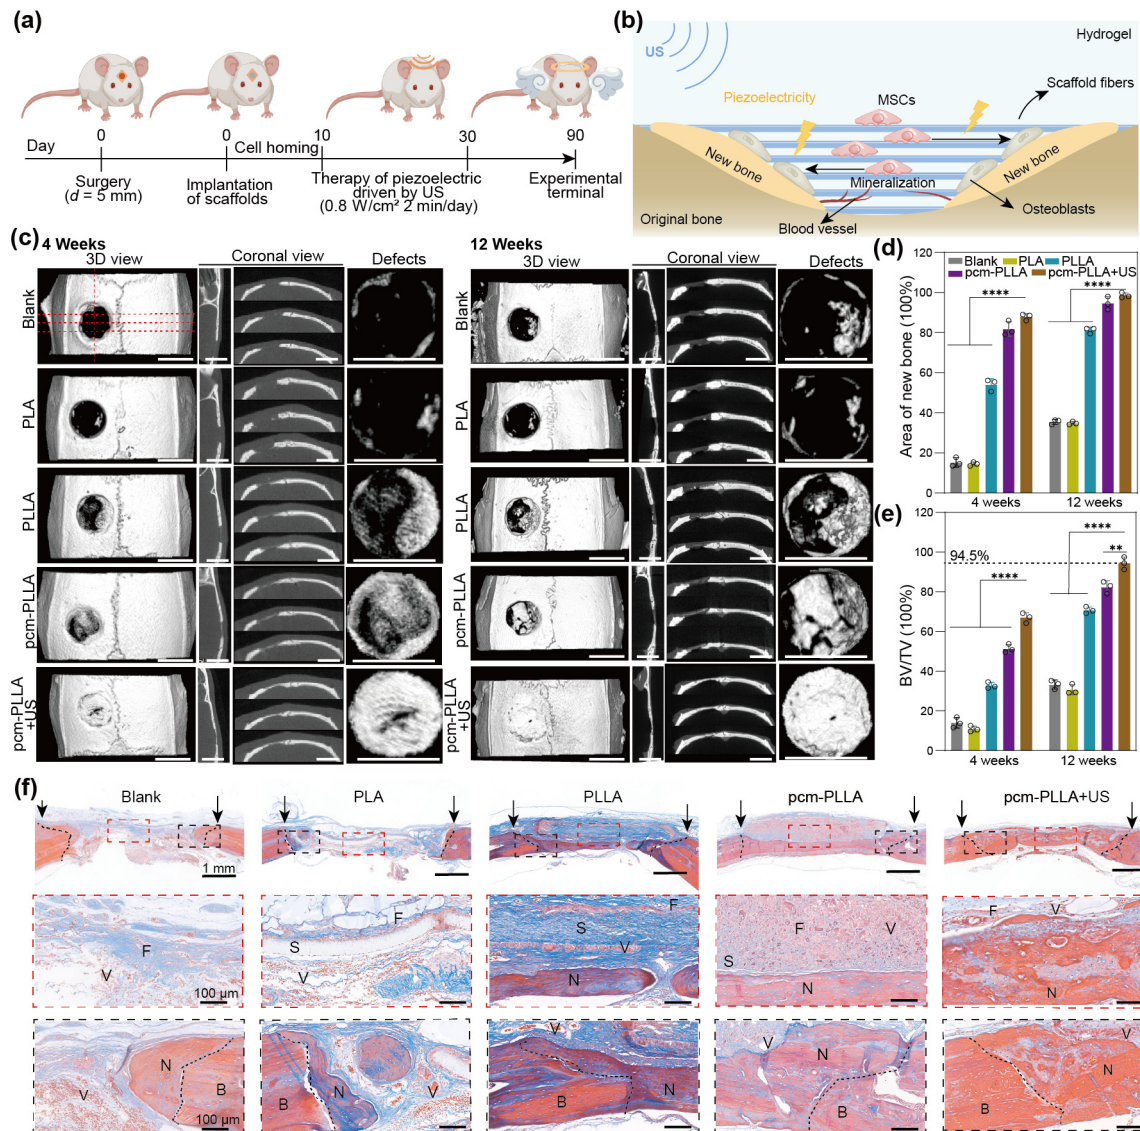 (a)
Day
0
0
10
30
90
Cell homing
Surgery
(d = 5 mm)
Implantation
of scaffolds
Therapy of piezoelectric
driven by US
(0.8 W/cm² 2 min/day)
Experimental
terminal
(b)
US
Hydrogel
Piezoelectricity
MSCs
Scaffold fibers
New bone
New bone
Mineralization
Original bone
Blood vessel
Osteoblasts
(c)
4 Weeks
3D view
Coronal view
Defects
Blank
PLA
PLLA
pcm-PLLA
pcm-PLLA
+US
12 Weeks
3D view
Coronal view
Defects
Blank
PLA
PLLA
pcm-PLLA
pcm-PLLA
+US
(d)
Blank PLA PLLA
pcm-PLLA pcm-PLLA+US
Area of new bone (100%)
120
100
80
60
40
20
0
****
****
4 weeks
12 weeks
(e)
BV/TV (100%)
120
100
80
60
40
20
0
94.5%
****
****
**
4 weeks
12 weeks
(f)
Blank
PLA
PLLA
pcm-PLLA
pcm-PLLA+US
1 mm
F
V
100 μm
F
S
V
F
S
V
N
F
V
S
N
F
V
N
V
N
B
100 μm
B
N
V
V
B
N
V
N
B
V
N
B